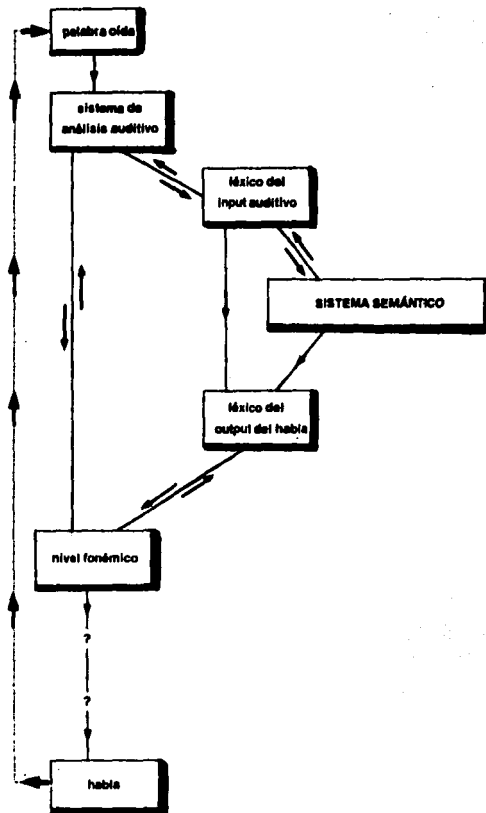 palabra oída
sistema de
análisis auditivo
léxico del
input auditivo
SISTEMA SEMÁNTICO
léxico del
output del habla
nivel fonémico
?
?
habla